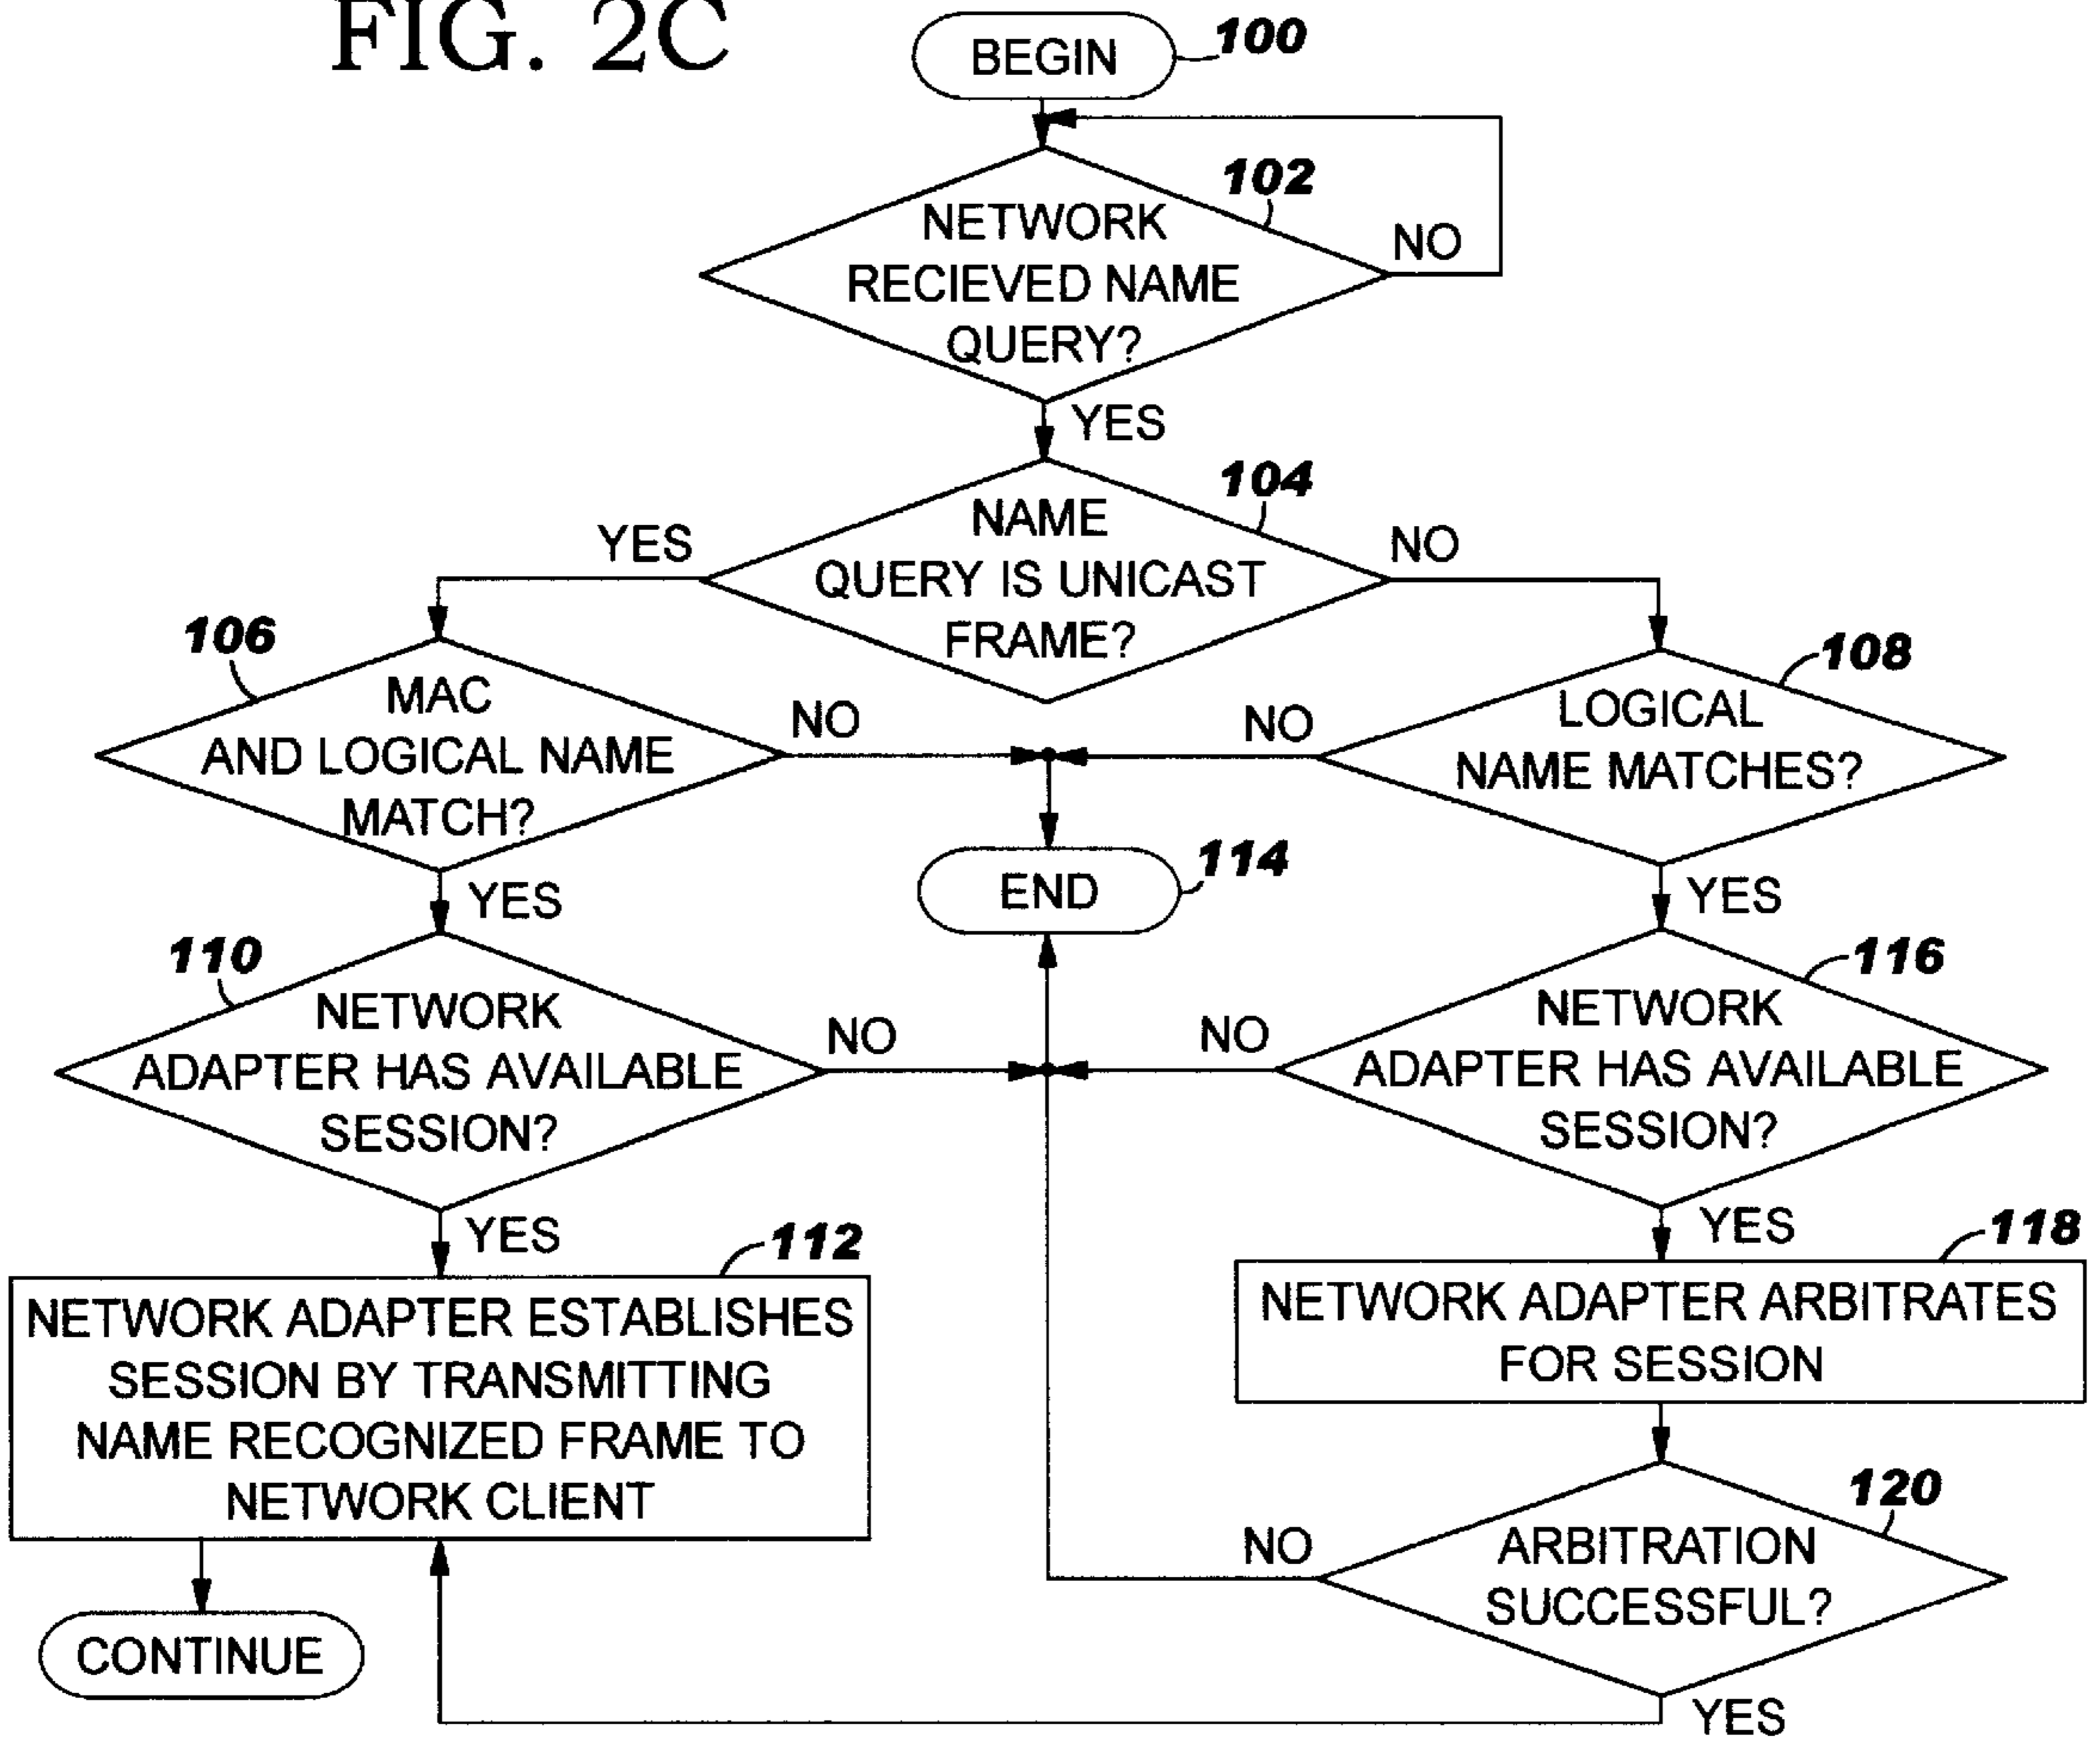 FIG. 2C
BEGIN
100
102
NETWORK
RECIEVED NAME
QUERY?
NO
YES
104
NAME
QUERY IS UNICAST
FRAME?
YES
NO
106
MAC
AND LOGICAL NAME
MATCH?
NO
YES
108
LOGICAL
NAME MATCHES?
NO
YES
END
114
110
NETWORK
ADAPTER HAS AVAILABLE
SESSION?
NO
YES
116
NETWORK
ADAPTER HAS AVAILABLE
SESSION?
NO
YES
112
NETWORK ADAPTER ESTABLISHES
SESSION BY TRANSMITTING
NAME RECOGNIZED FRAME TO
NETWORK CLIENT
118
NETWORK ADAPTER ARBITRATES
FOR SESSION
120
ARBITRATION
SUCCESSFUL?
NO
YES
CONTINUE